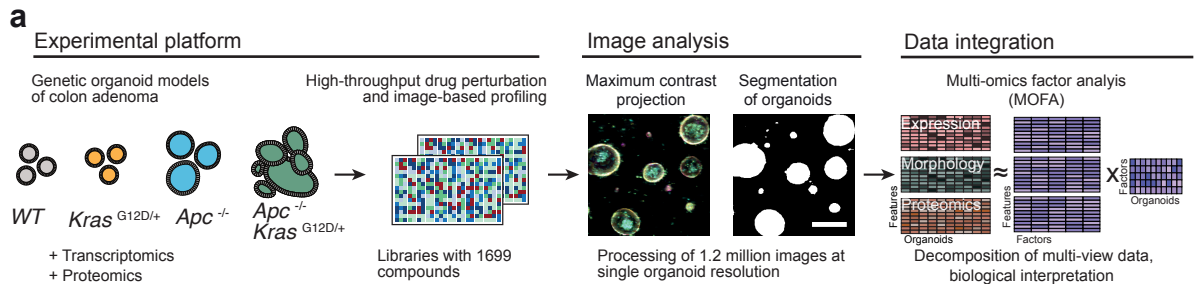 a
Experimental platform
Image analysis
Data integration
Genetic organoid models
of colon adenoma
High-throughput drug perturbation
and image-based profiling
Maximum contrast
projection
Segmentation
of organoids
Multi-omics factor analyis
(MOFA)
WT
Kras G12D/+
Apc -/-
Apc -/-
Kras G12D/+
Expression
Morphology
Proteomics
Features
Organoids
≈
Features
Factors
X
Factors
Organoids
+ Transcriptomics
+ Proteomics
Libraries with 1699
compounds
Processing of 1.2 million images at
single organoid resolution
Decomposition of multi-view data,
biological interpretation